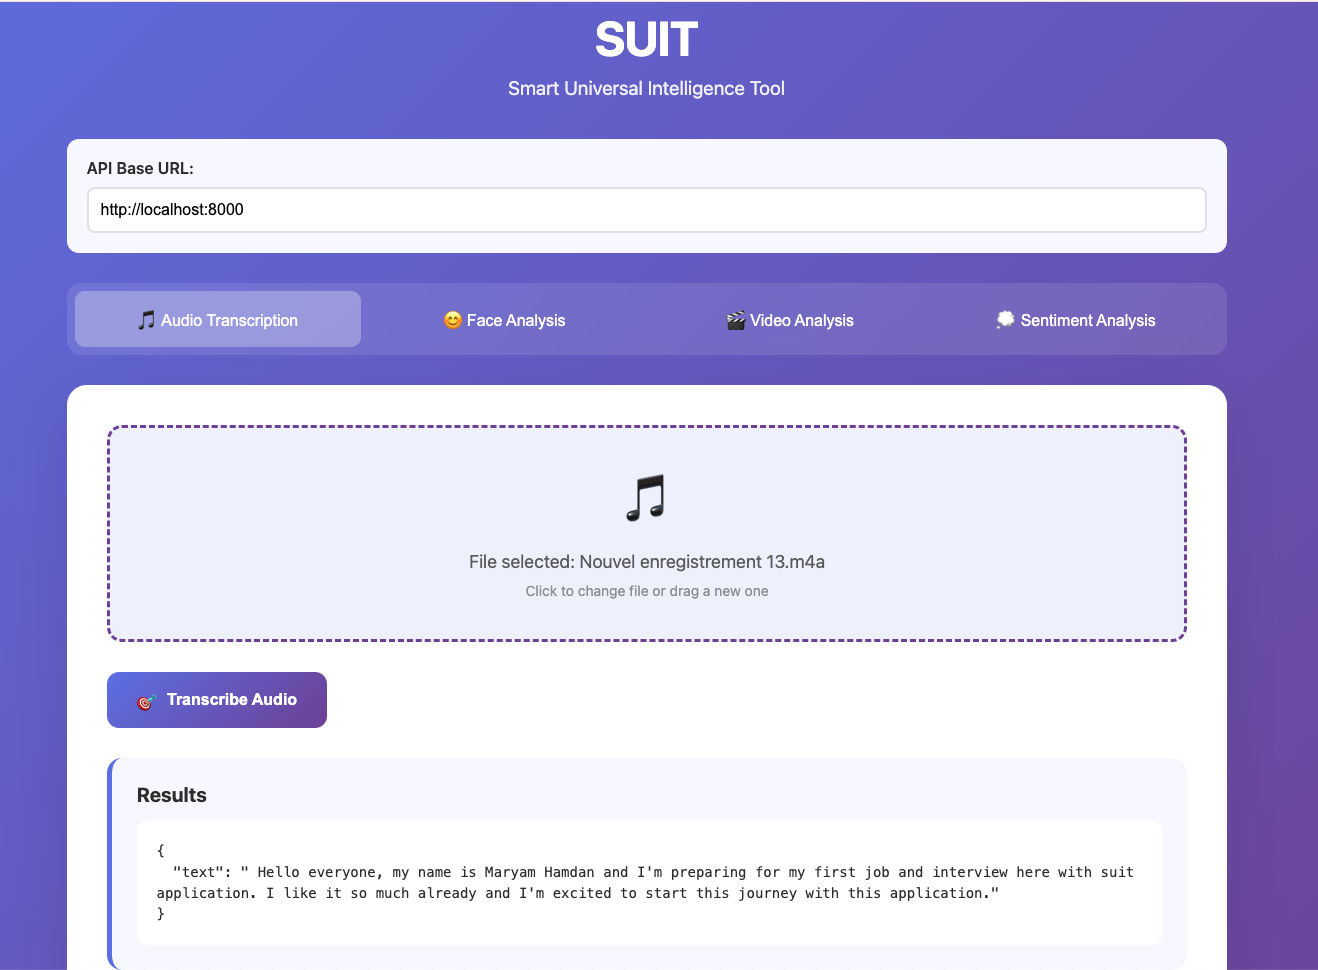 SUIT
Smart Universal Intelligence Tool
API Base URL:
http://localhost:8000
🎵 Audio Transcription
😊 Face Analysis
🎬 Video Analysis
💭 Sentiment Analysis
File selected: Nouvel enregistrement 13.m4a
Click to change file or drag a new one
🎯 Transcribe Audio
Results
{
"text": " Hello everyone, my name is Maryam Hamdan and I'm preparing for my first job and interview here with suit
application. I like it so much already and I'm excited to start this journey with this application."
}